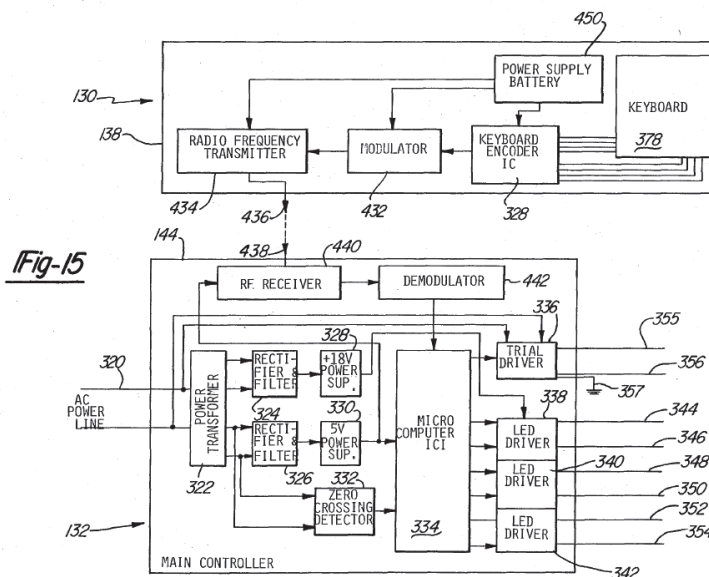 450
POWER SUPPLY
BATTERY
130
138
KEYBOARD
378
RADIO FREQUENCY
TRANSMITTER
434
MODULATOR
432
KEYBOARD
ENCODER
IC
328
436
438
Fig-15
144
440
RF RECEIVER
DEMODULATOR
442
336
355
TRIAL
DRIVER
356
357
320
AC
POWER
LINE
POWER
TRANSFORMER
322
RECTI-
FIER &
FILTER
324
328
+18V
POWER
SUP.
RECTI-
FIER &
FILTER
326
330
5V
POWER
SUP.
332
ZERO
CROSSING
DETECTOR
MICRO
COMPUTER
ICI
334
338
LED
DRIVER
344
346
340
LED
DRIVER
348
350
LED
DRIVER
352
354
342
132
MAIN CONTROLLER